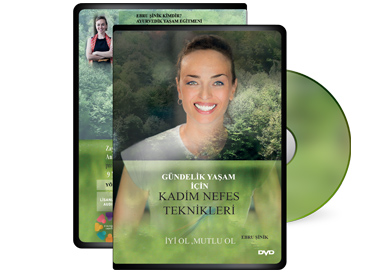 EBRU ŞİNİK KİMDİR?
AYURVEDİK YAŞAM EĞİTMENİ
GÜNDELİK YAŞAM
İÇİN
KADİM NEFES
TEKNİKLERİ
İYİ OL ,MUTLU OL
EBRU ŞİNİK
DVD